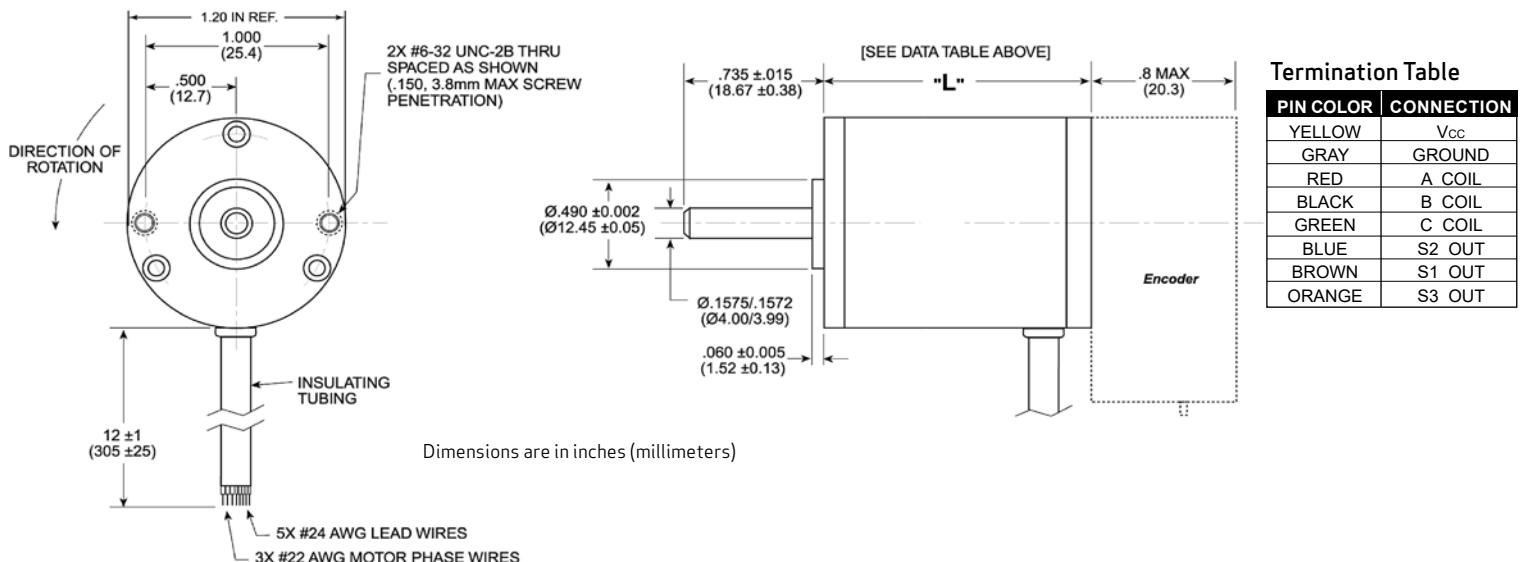 1.20 IN REF.
1.000
(25.4)
.500
(12.7)
2X #6-32 UNC-2B THRU
SPACED AS SHOWN
(.150, 3.8mm MAX SCREW
PENETRATION)
DIRECTION OF
ROTATION
INSULATING
TUBING
12 ±1
(305 ±25)
5X #24 AWG LEAD WIRES
3X #22 AWG MOTOR PHASE WIRES
[SEE DATA TABLE ABOVE]
.735 ±.015
(18.67 ±0.38)
"L"
.8 MAX
(20.3)
Ø.490 ±0.002
(Ø12.45 ±0.05)
Ø.1575/.1572
(Ø4.00/3.99)
.060 ±0.005
(1.52 ±0.13)
Encoder
Dimensions are in inches (millimeters)
Termination Table
PIN COLOR CONNECTION
YELLOW Vcc
GRAY GROUND
RED A COIL
BLACK B COIL
GREEN C COIL
BLUE S2 OUT
BROWN S1 OUT
ORANGE S3 OUT